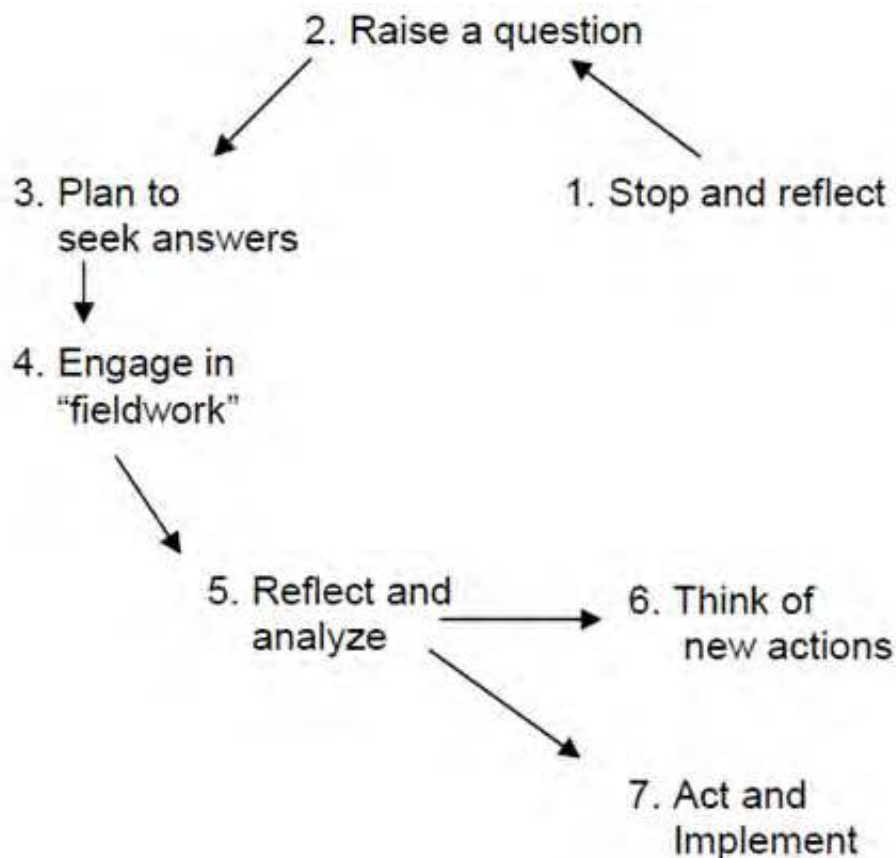 2. Raise a question
1. Stop and reflect
3. Plan to
seek answers
4. Engage in
“fieldwork”
5. Reflect and
analyze
6. Think of
new actions
7. Act and
Implement